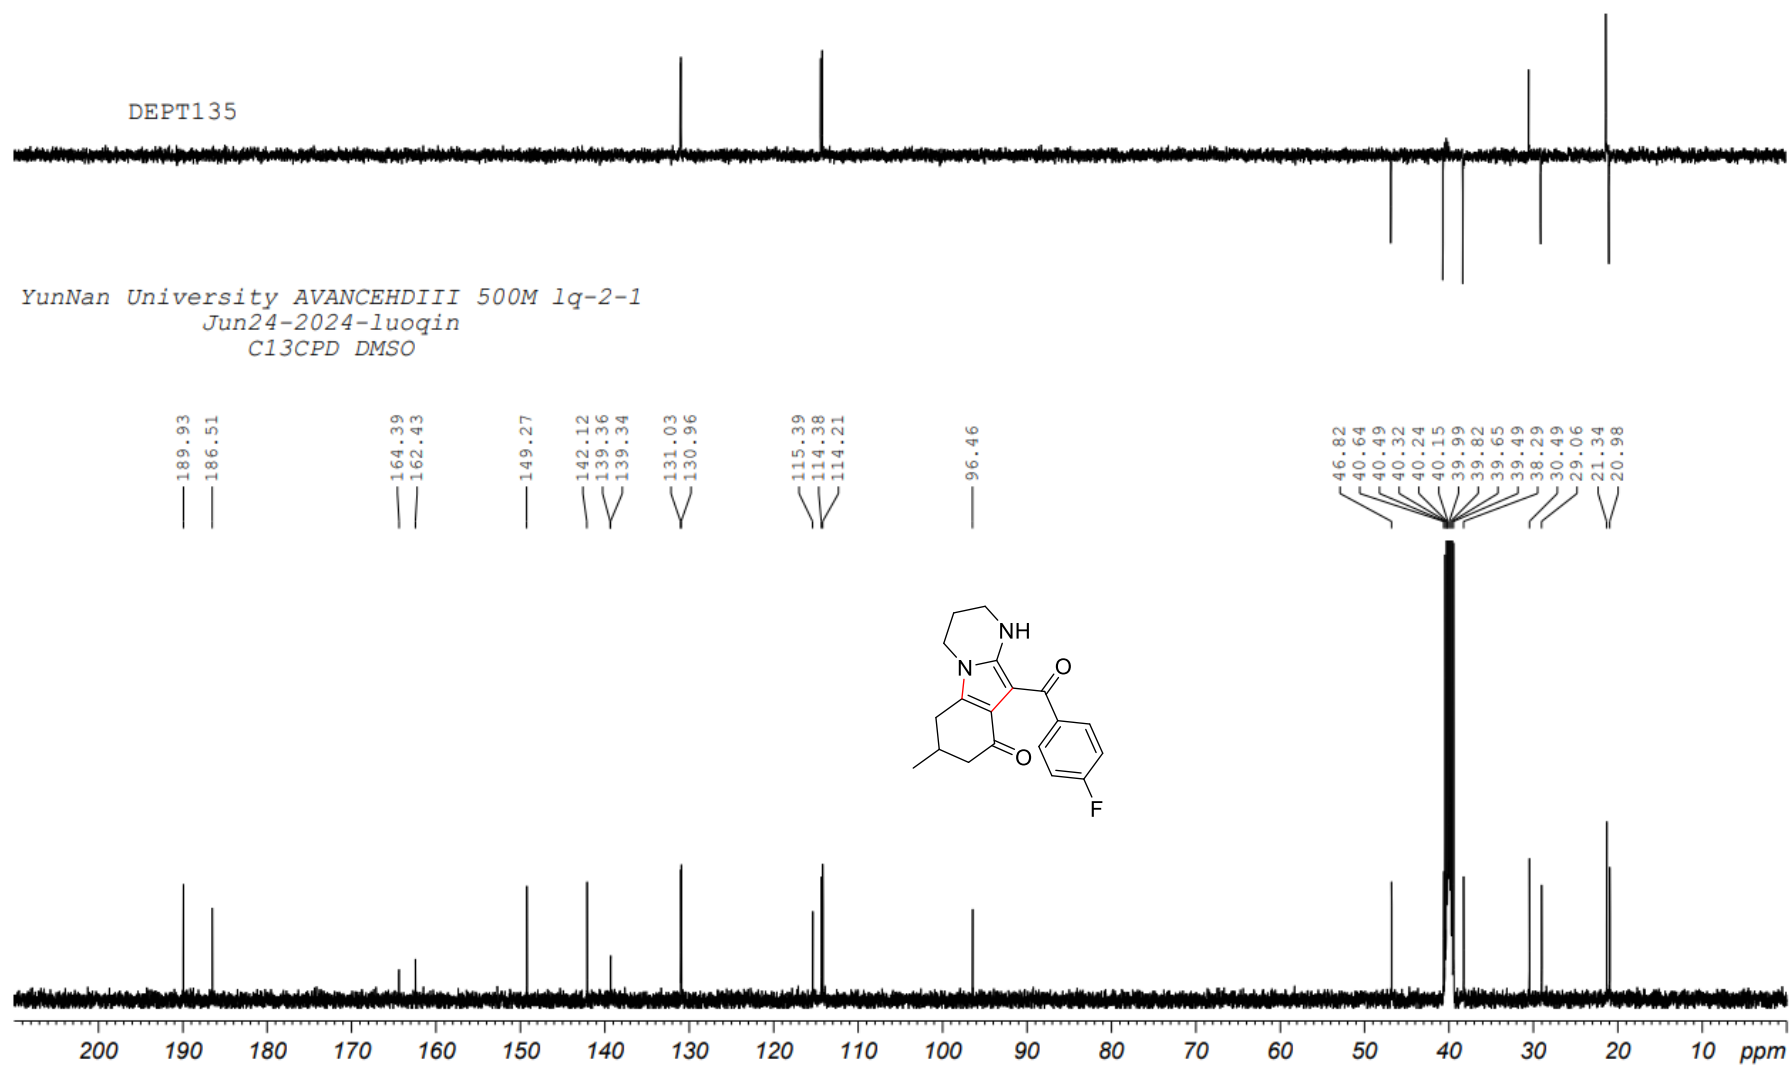 DEPT135
YunNan University AVANCEHDIII 500M lq-2-1
Jun24-2024-luoqin
C13CPD DMSO
189.93
186.51
164.39
162.43
149.27
142.12
139.36
139.34
131.03
130.96
115.39
114.38
114.21
96.46
46.82
40.64
40.49
40.32
40.24
40.15
39.99
39.82
39.65
39.49
38.29
30.49
29.06
21.34
20.98
NH
N
O
O
F
200 190 180 170 160 150 140 130 120 110 100 90 80 70 60 50 40 30 20 10 ppm